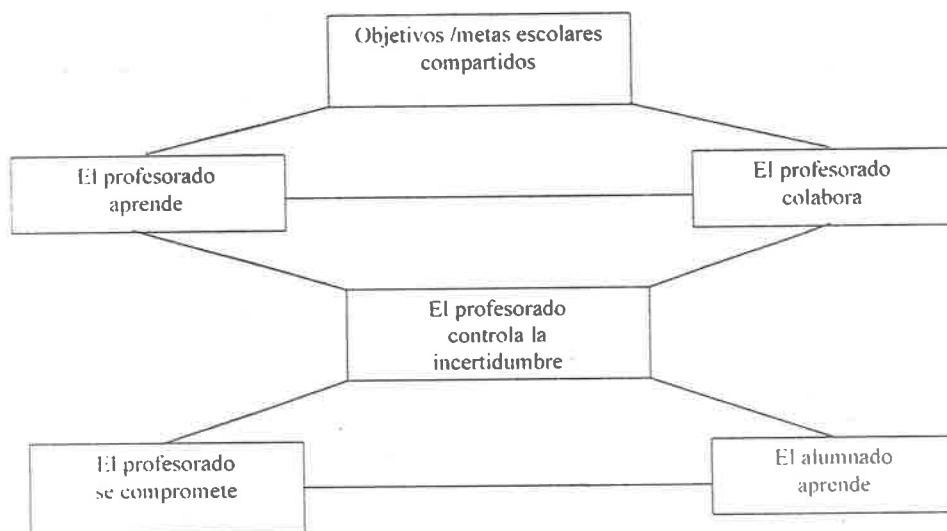 Objetivos /metas escolares
compartidos
El profesorado
aprende
El profesorado
colabora
El profesorado
controla la
incertidumbre
El profesorado
se compromete
El alumnado
aprende